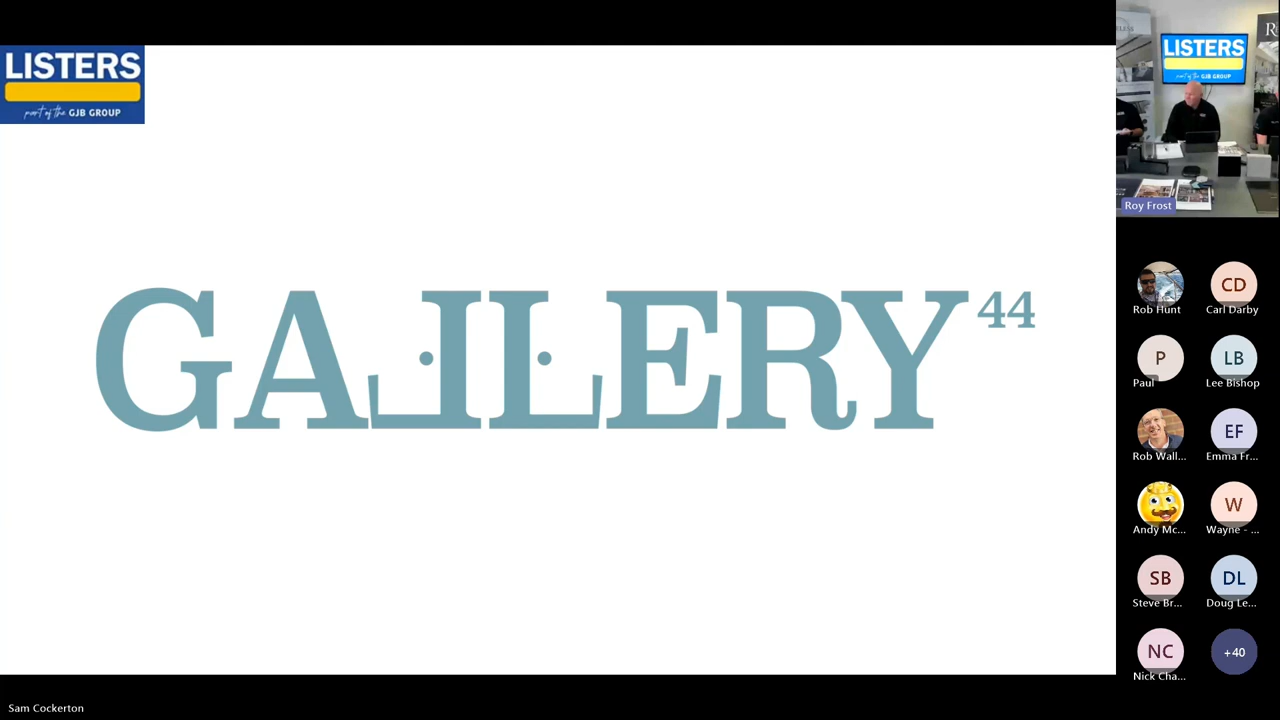 LISTERS
part of the GJB GROUP
GALLERY 44
Sam Cockerton
LISTERS
part of the GJB GROUP
R
Roy Frost
Rob Hunt
CD
Carl Darby
P
Paul
LB
Lee Bishop
Rob Wall...
EF
Emma Fr...
Andy Mc...
W
Wayne - ...
SB
Steve Br...
DL
Doug Le...
NC
Nick Cha...
+40